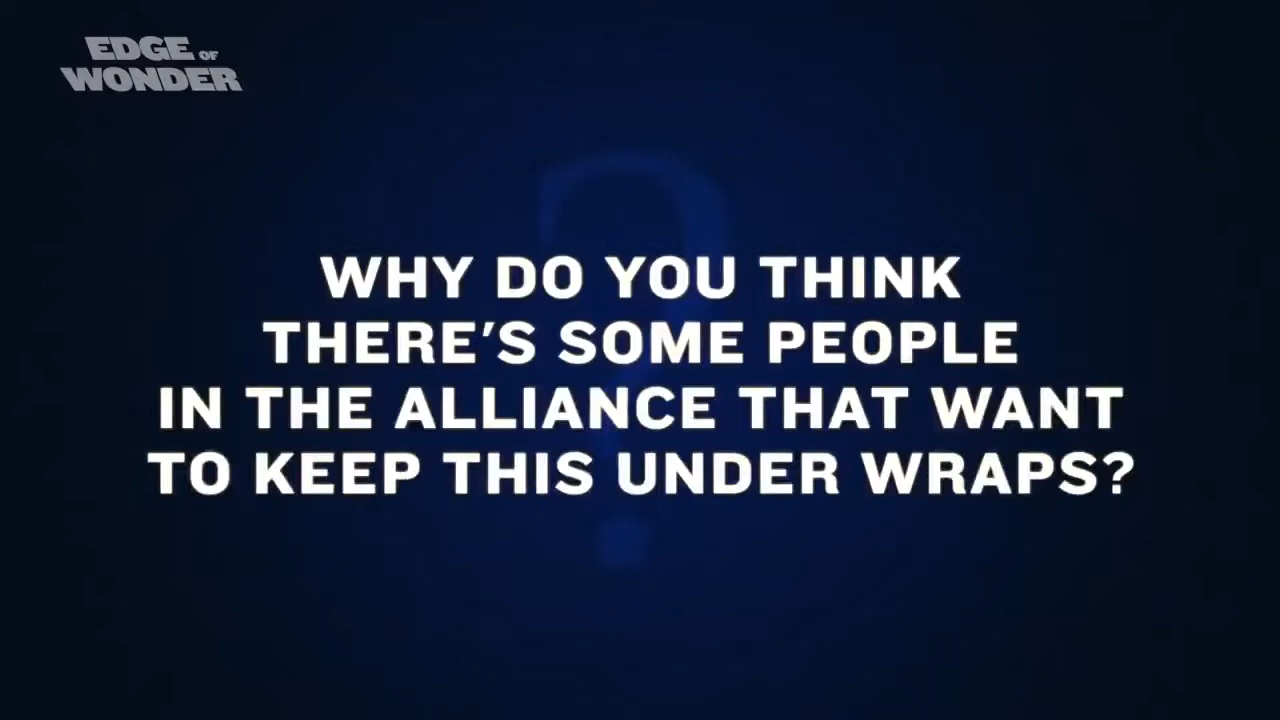 EDGE OF
WONDER
WHY DO YOU THINK
THERE'S SOME PEOPLE
IN THE ALLIANCE THAT WANT
TO KEEP THIS UNDER WRAPS?